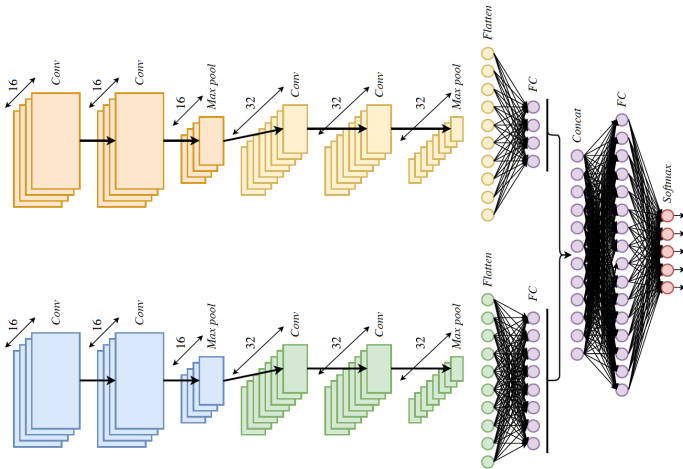 16
Conv
16
Conv
16
Max pool
32
Conv
32
Conv
32
Max pool
Flatten
FC
16
Conv
16
Conv
16
Max pool
32
Conv
32
Conv
32
Max pool
Flatten
FC
Concat
FC
Softmax